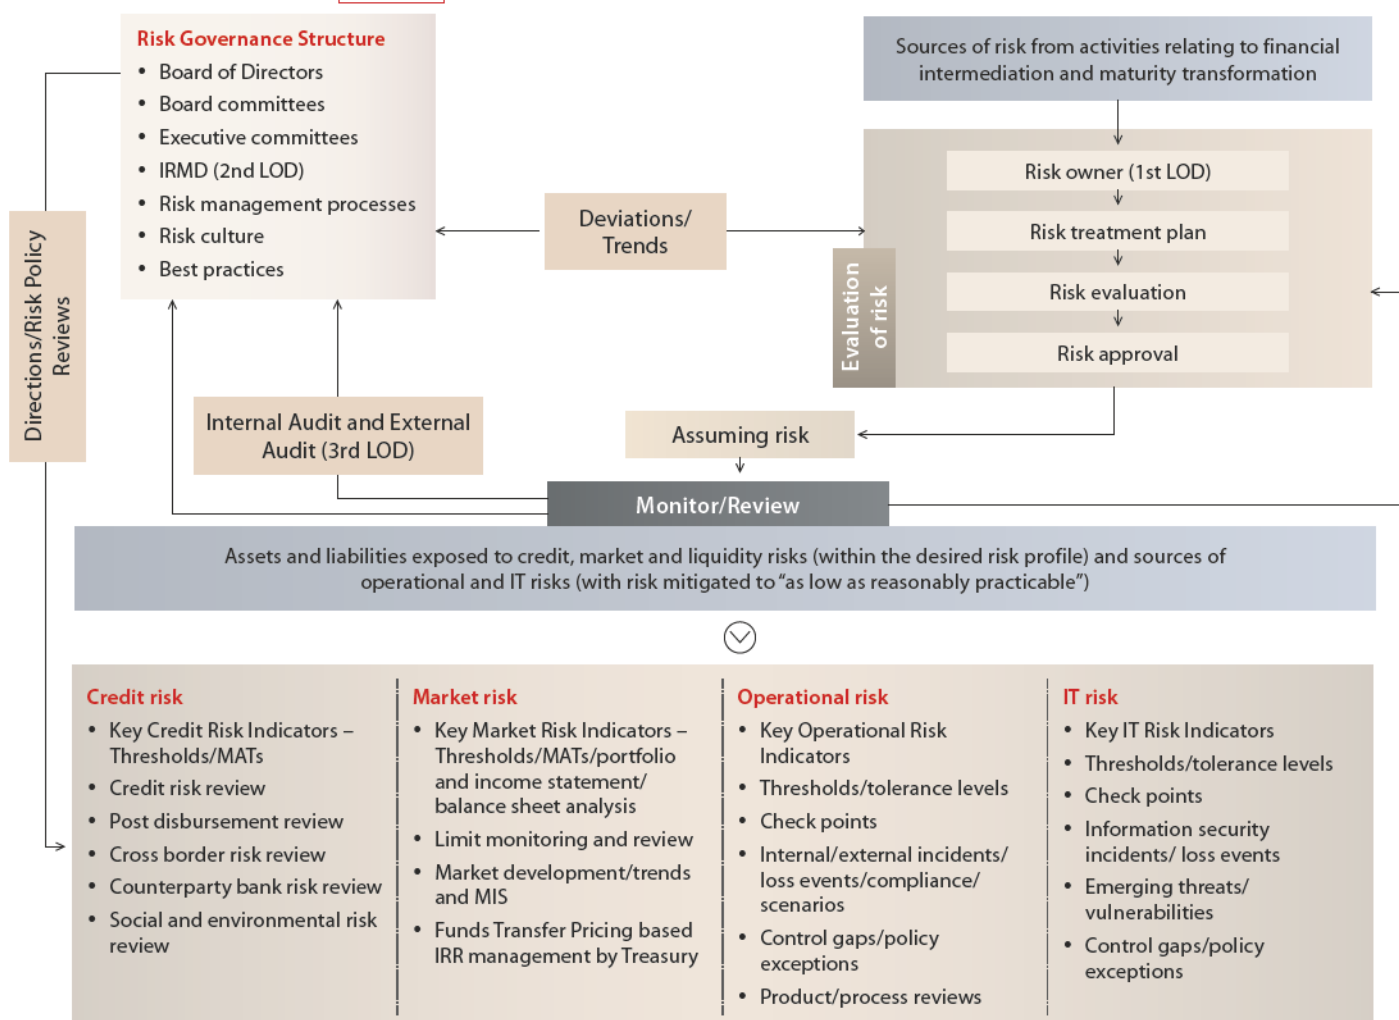 Risk Governance Structure
• Board of Directors
• Board committees
• Executive committees
• IRMD (2nd LOD)
• Risk management processes
• Risk culture
• Best practices
Directions/Risk Policy
Reviews
Deviations/
Trends
Sources of risk from activities relating to financial
intermediation and maturity transformation
Risk owner (1st LOD)
Risk treatment plan
Risk evaluation
Risk approval
Evaluation
of risk
Internal Audit and External
Audit (3rd LOD)
Assuming risk
Monitor/Review
Assets and liabilities exposed to credit, market and liquidity risks (within the desired risk profile) and sources of
operational and IT risks (with risk mitigated to “as low as reasonably practicable”)
Credit risk
• Key Credit Risk Indicators –
Thresholds/MATs
• Credit risk review
• Post disbursement review
• Cross border risk review
• Counterparty bank risk review
• Social and environmental risk
review
Market risk
• Key Market Risk Indicators –
Thresholds/MATs/portfolio
and income statement/
balance sheet analysis
• Limit monitoring and review
• Market development/trends
and MIS
• Funds Transfer Pricing based
IRR management by Treasury
Operational risk
• Key Operational Risk
Indicators
• Thresholds/tolerance levels
• Check points
• Internal/external incidents/
loss events/compliance/
scenarios
• Control gaps/policy
exceptions
• Product/process reviews
IT risk
• Key IT Risk Indicators
• Thresholds/tolerance levels
• Check points
• Information security
incidents/ loss events
• Emerging threats/
vulnerabilities
• Control gaps/policy
exceptions